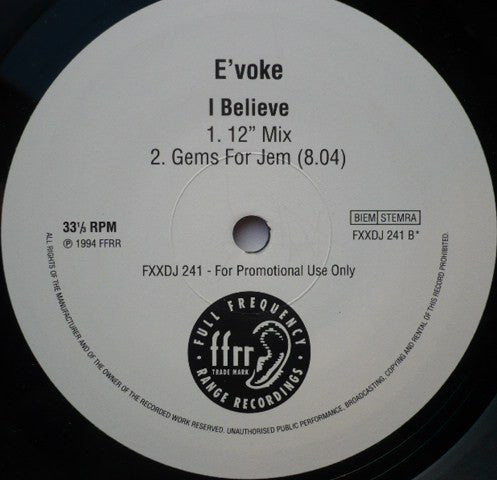 E'voke
I Believe
1. 12” Mix
2. Gems For Jem (8.04)
33⅓ RPM
Ⓟ 1994 FFRR
BIEM STEMRA
FXXDJ 241 B*
FXXDJ 241 - For Promotional Use Only
FULL FREQUENCY
ffrr
TRADE MARK
RANGE RECORDINGS
ALL RIGHTS OF THE MANUFACTURER AND OF THE OWNER OF THE RECORDED WORK RESERVED. UNAUTHORISED PUBLIC PERFORMANCE, BROADCASTING, COPYING AND RENTAL OF THIS RECORD PROHIBITED.